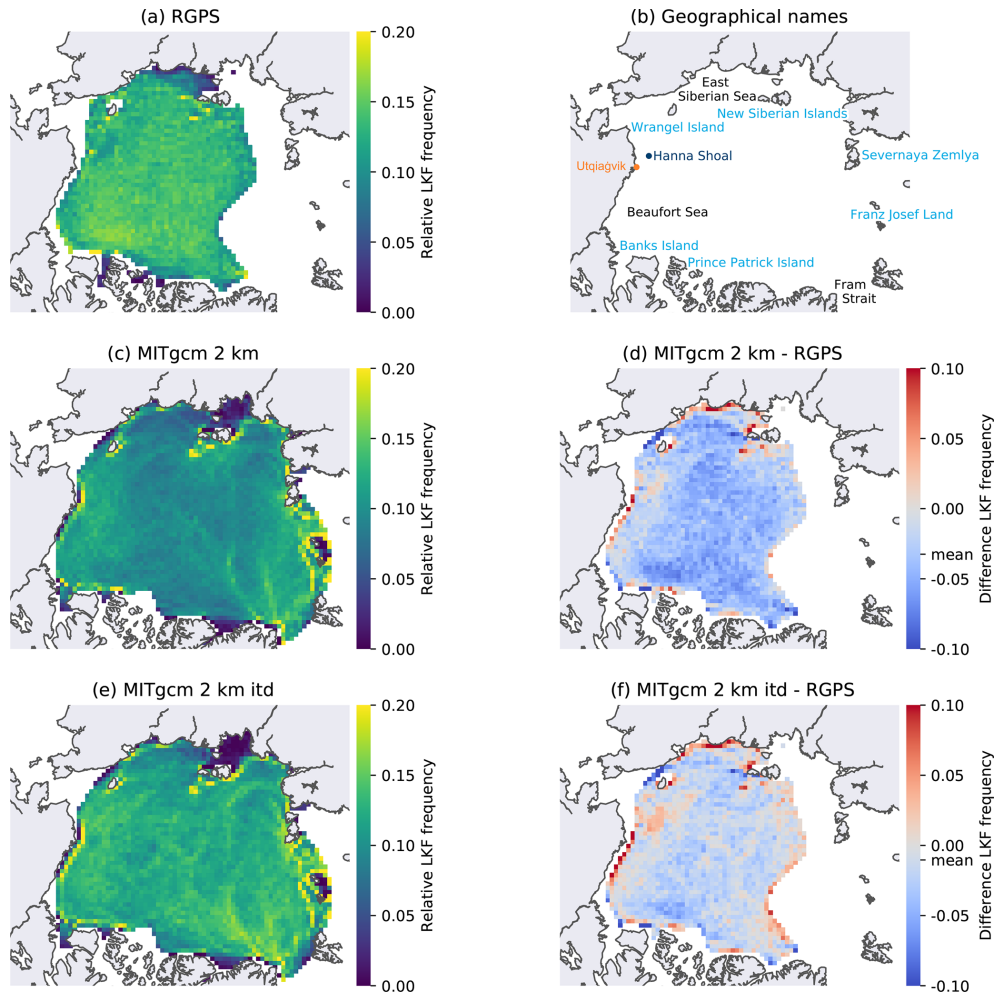 (a) RGPS
0.20
0.15
0.10
0.05
0.00
Relative LKF frequency
(b) Geographical names
East
Siberian Sea
New Siberian Islands
Wrangel Island
Hanna Shoal
Severnaya Zemlya
Utqiaġvik
Beaufort Sea
Franz Josef Land
Banks Island
Prince Patrick Island
Fram
Strait
(c) MITgcm 2 km
0.20
0.15
0.10
0.05
0.00
Relative LKF frequency
(d) MITgcm 2 km - RGPS
0.10
0.05
0.00
mean
-0.05
-0.10
Difference LKF frequency
(e) MITgcm 2 km itd
0.20
0.15
0.10
0.05
0.00
Relative LKF frequency
(f) MITgcm 2 km itd - RGPS
0.10
0.05
0.00
mean
-0.05
-0.10
Difference LKF frequency